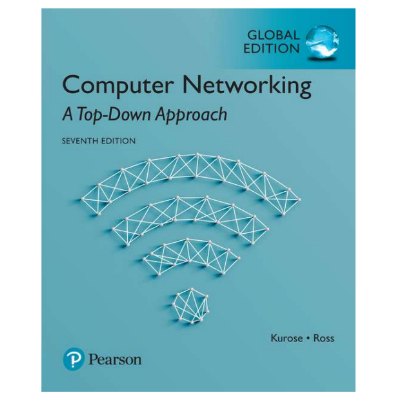 GLOBAL
EDITION
Computer Networking
A Top-Down Approach
SEVENTH EDITION
Kurose • Ross
Pearson